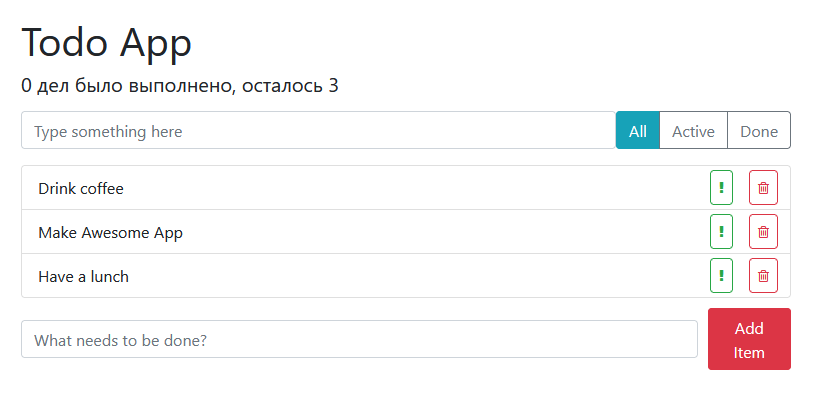 Todo App
0 дел было выполнено, осталось 3
Type something here
All
Active
Done
Drink coffee
!
Make Awesome App
!
Have a lunch
!
What needs to be done?
Add
Item